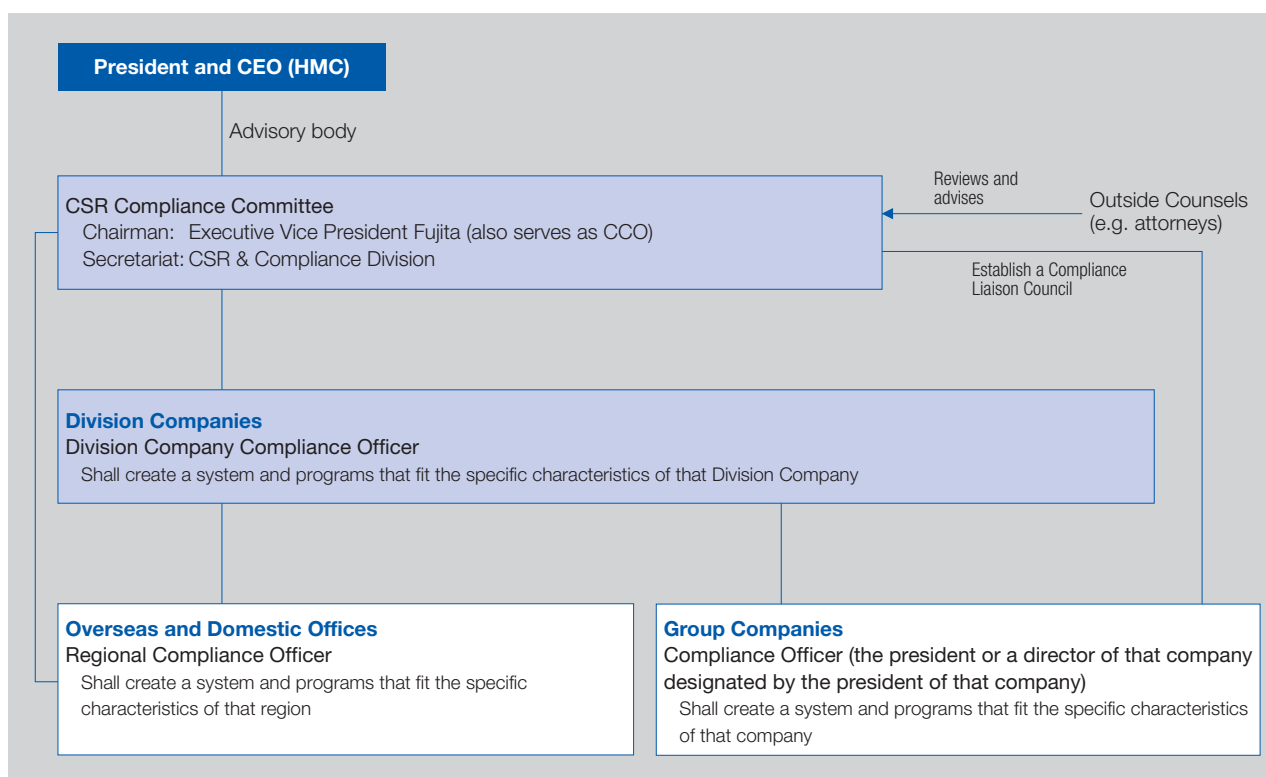 President and CEO (HMC)
Advisory body
CSR Compliance Committee
Chairman: Executive Vice President Fujita (also serves as CCO)
Secretariat: CSR & Compliance Division
Reviews and
advises
Outside Counsels
(e.g. attorneys)
Establish a Compliance
Liaison Council
Division Companies
Division Company Compliance Officer
Shall create a system and programs that fit the specific characteristics of that Division Company
Overseas and Domestic Offices
Regional Compliance Officer
Shall create a system and programs that fit the specific
characteristics of that region
Group Companies
Compliance Officer (the president or a director of that company
designated by the president of that company)
Shall create a system and programs that fit the specific characteristics
of that company